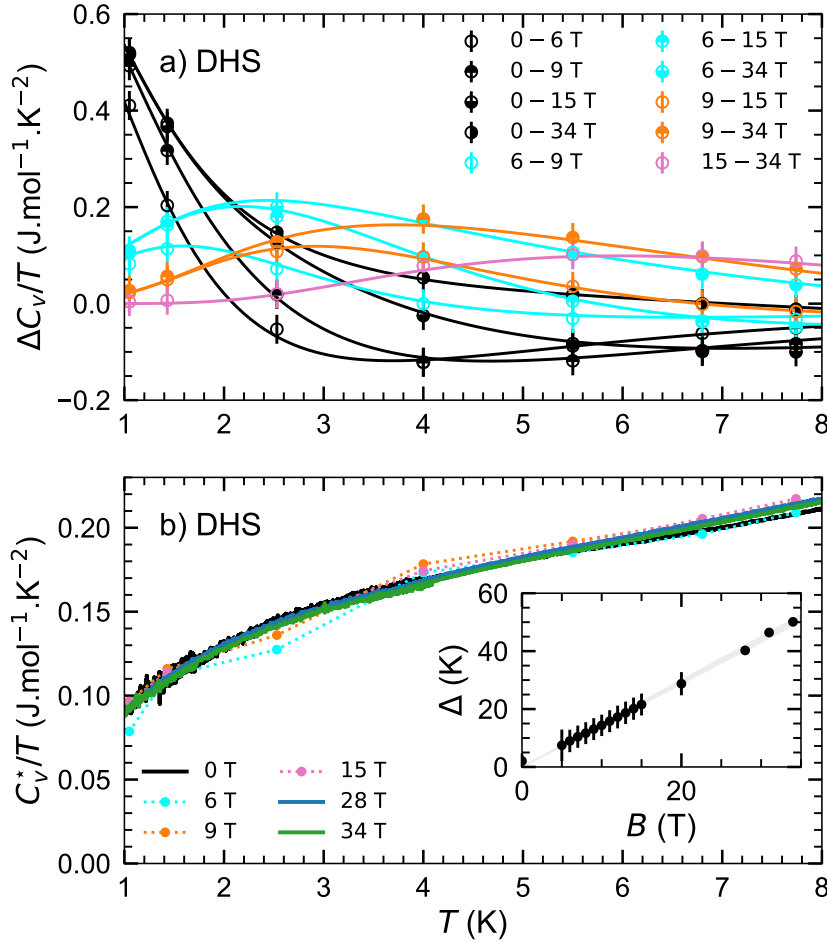 a) DHS
0 − 6 T
0 − 9 T
0 − 15 T
0 − 34 T
6 − 9 T
6 − 15 T
6 − 34 T
9 − 15 T
9 − 34 T
15 − 34 T
ΔCᵥ/T (J.mol⁻¹.K⁻²)
0.6
0.4
0.2
0.0
−0.2
1 2 3 4 5 6 7 8
b) DHS
C⋆ᵥ/T (J.mol⁻¹.K⁻²)
0.20
0.15
0.10
0.05
0.00
0 T
6 T
9 T
15 T
28 T
34 T
Δ (K)
60
40
20
0
0 20
B (T)
1 2 3 4 5 6 7 8
T (K)